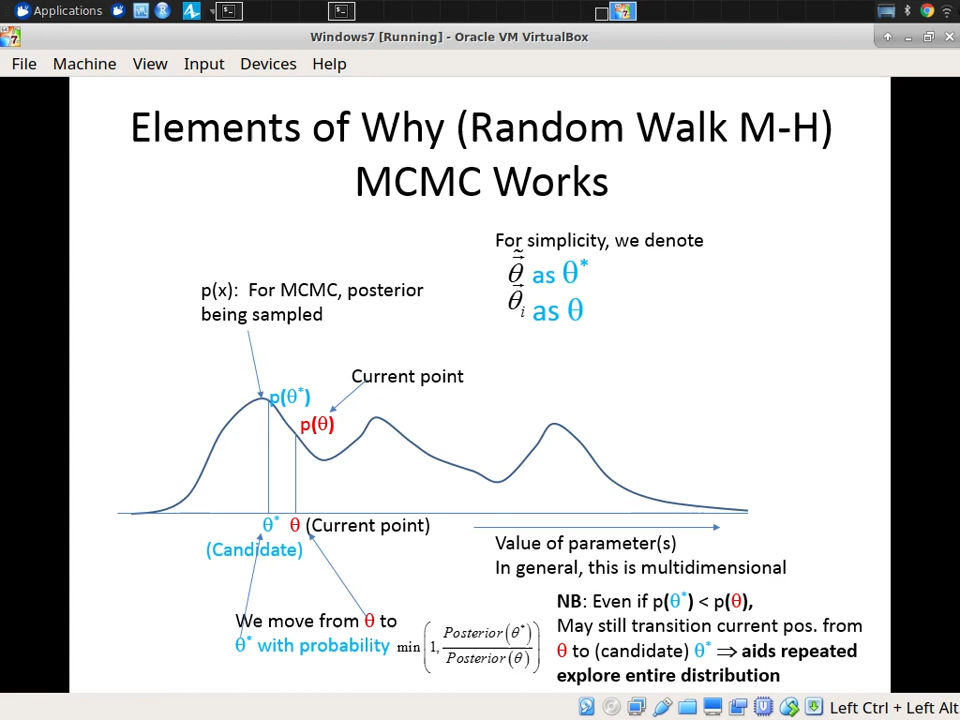 Applications
Windows7 [Running] - Oracle VM VirtualBox
File Machine View Input Devices Help
Elements of Why (Random Walk M-H)
MCMC Works
For simplicity, we denote
θ̃⃗ as θ*
θ⃗ᵢ as θ
p(x): For MCMC, posterior
being sampled
Current point
p(θ*)
p(θ)
θ* θ (Current point)
(Candidate)
Value of parameter(s)
In general, this is multidimensional
We move from θ to
θ* with probability min(1, Posterior(θ*) / Posterior(θ))
NB: Even if p(θ*) < p(θ),
May still transition current pos. from
θ to (candidate) θ* ⇒ aids repeated
explore entire distribution
Left Ctrl + Left Alt